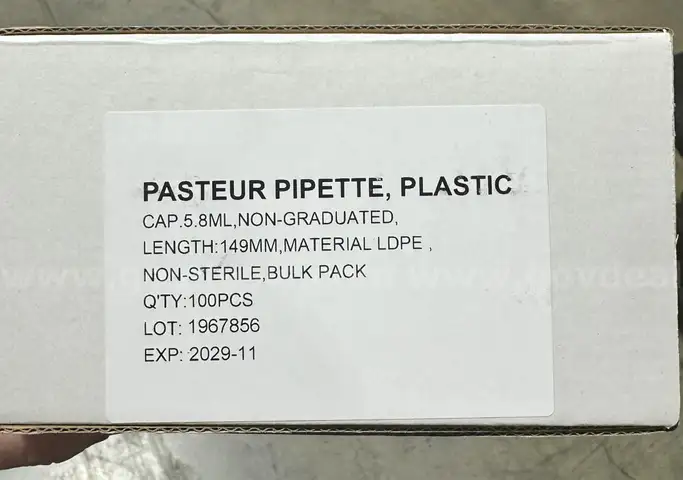 PASTEUR PIPETTE, PLASTIC
CAP.5.8ML,NON-GRADUATED,
LENGTH:149MM,MATERIAL LDPE ,
NON-STERILE,BULK PACK
Q'TY:100PCS
LOT: 1967856
EXP: 2029-11